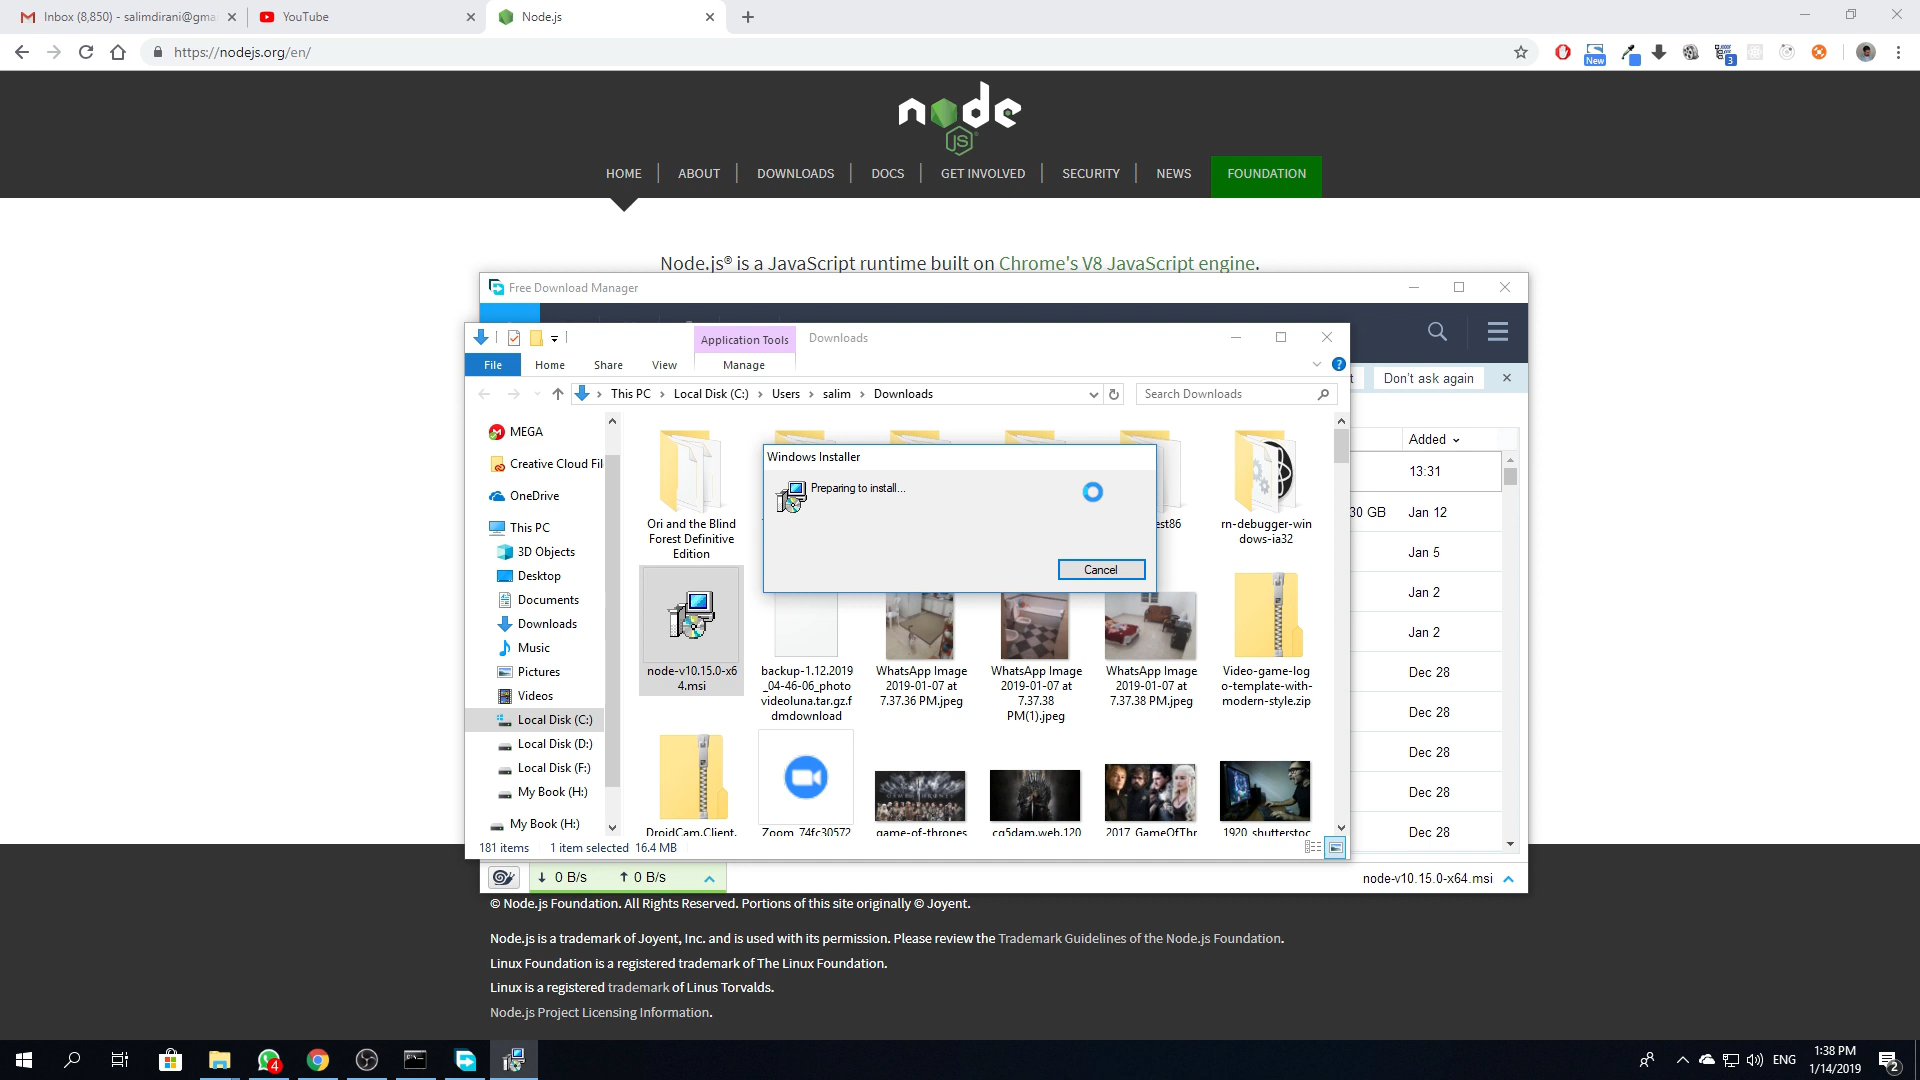 Inbox (8,850) - salimdirani@gma
YouTube
Node.js
https://nodejs.org/en/
New
3
node
JS
HOME
ABOUT
DOWNLOADS
DOCS
GET INVOLVED
SECURITY
NEWS
FOUNDATION
Node.js® is a JavaScript runtime built on Chrome's V8 JavaScript engine.
Free Download Manager
Application Tools
Downloads
File
Home
Share
View
Manage
This PC
Local Disk (C:)
Users
salim
Downloads
Search Downloads
t
Don't ask again
Added
13:31
30 GB
Jan 12
Jan 5
Jan 2
Jan 2
Dec 28
Dec 28
Dec 28
Dec 28
Dec 28
MEGA
Creative Cloud Fil
OneDrive
This PC
3D Objects
Desktop
Documents
Downloads
Music
Pictures
Videos
Local Disk (C:)
Local Disk (D:)
Local Disk (F:)
My Book (H:)
My Book (H:)
Ori and the Blind
Forest Definitive
Edition
est86
rn-debugger-win
dows-ia32
Windows Installer
Preparing to install...
Cancel
node-v10.15.0-x6
4.msi
backup-1.12.2019
_04-46-06_photo
videoluna.tar.gz.f
dmdownload
WhatsApp Image
2019-01-07 at
7.37.36 PM.jpeg
WhatsApp Image
2019-01-07 at
7.37.38
PM(1).jpeg
WhatsApp Image
2019-01-07 at
7.37.38 PM.jpeg
Video-game-log
o-template-with-
modern-style.zip
DroidCam.Client.
Zoom_74fc30572
game-of-thrones
cq5dam.web.120
2017_GameOfThr
1920_shutterstoc
181 items
1 item selected 16.4 MB
0 B/s
0 B/s
node-v10.15.0-x64.msi
© Node.js Foundation. All Rights Reserved. Portions of this site originally © Joyent.
Node.js is a trademark of Joyent, Inc. and is used with its permission. Please review the Trademark Guidelines of the Node.js Foundation.
Linux Foundation is a registered trademark of The Linux Foundation.
Linux is a registered trademark of Linus Torvalds.
Node.js Project Licensing Information.
4
ENG
1:38 PM
1/14/2019
2